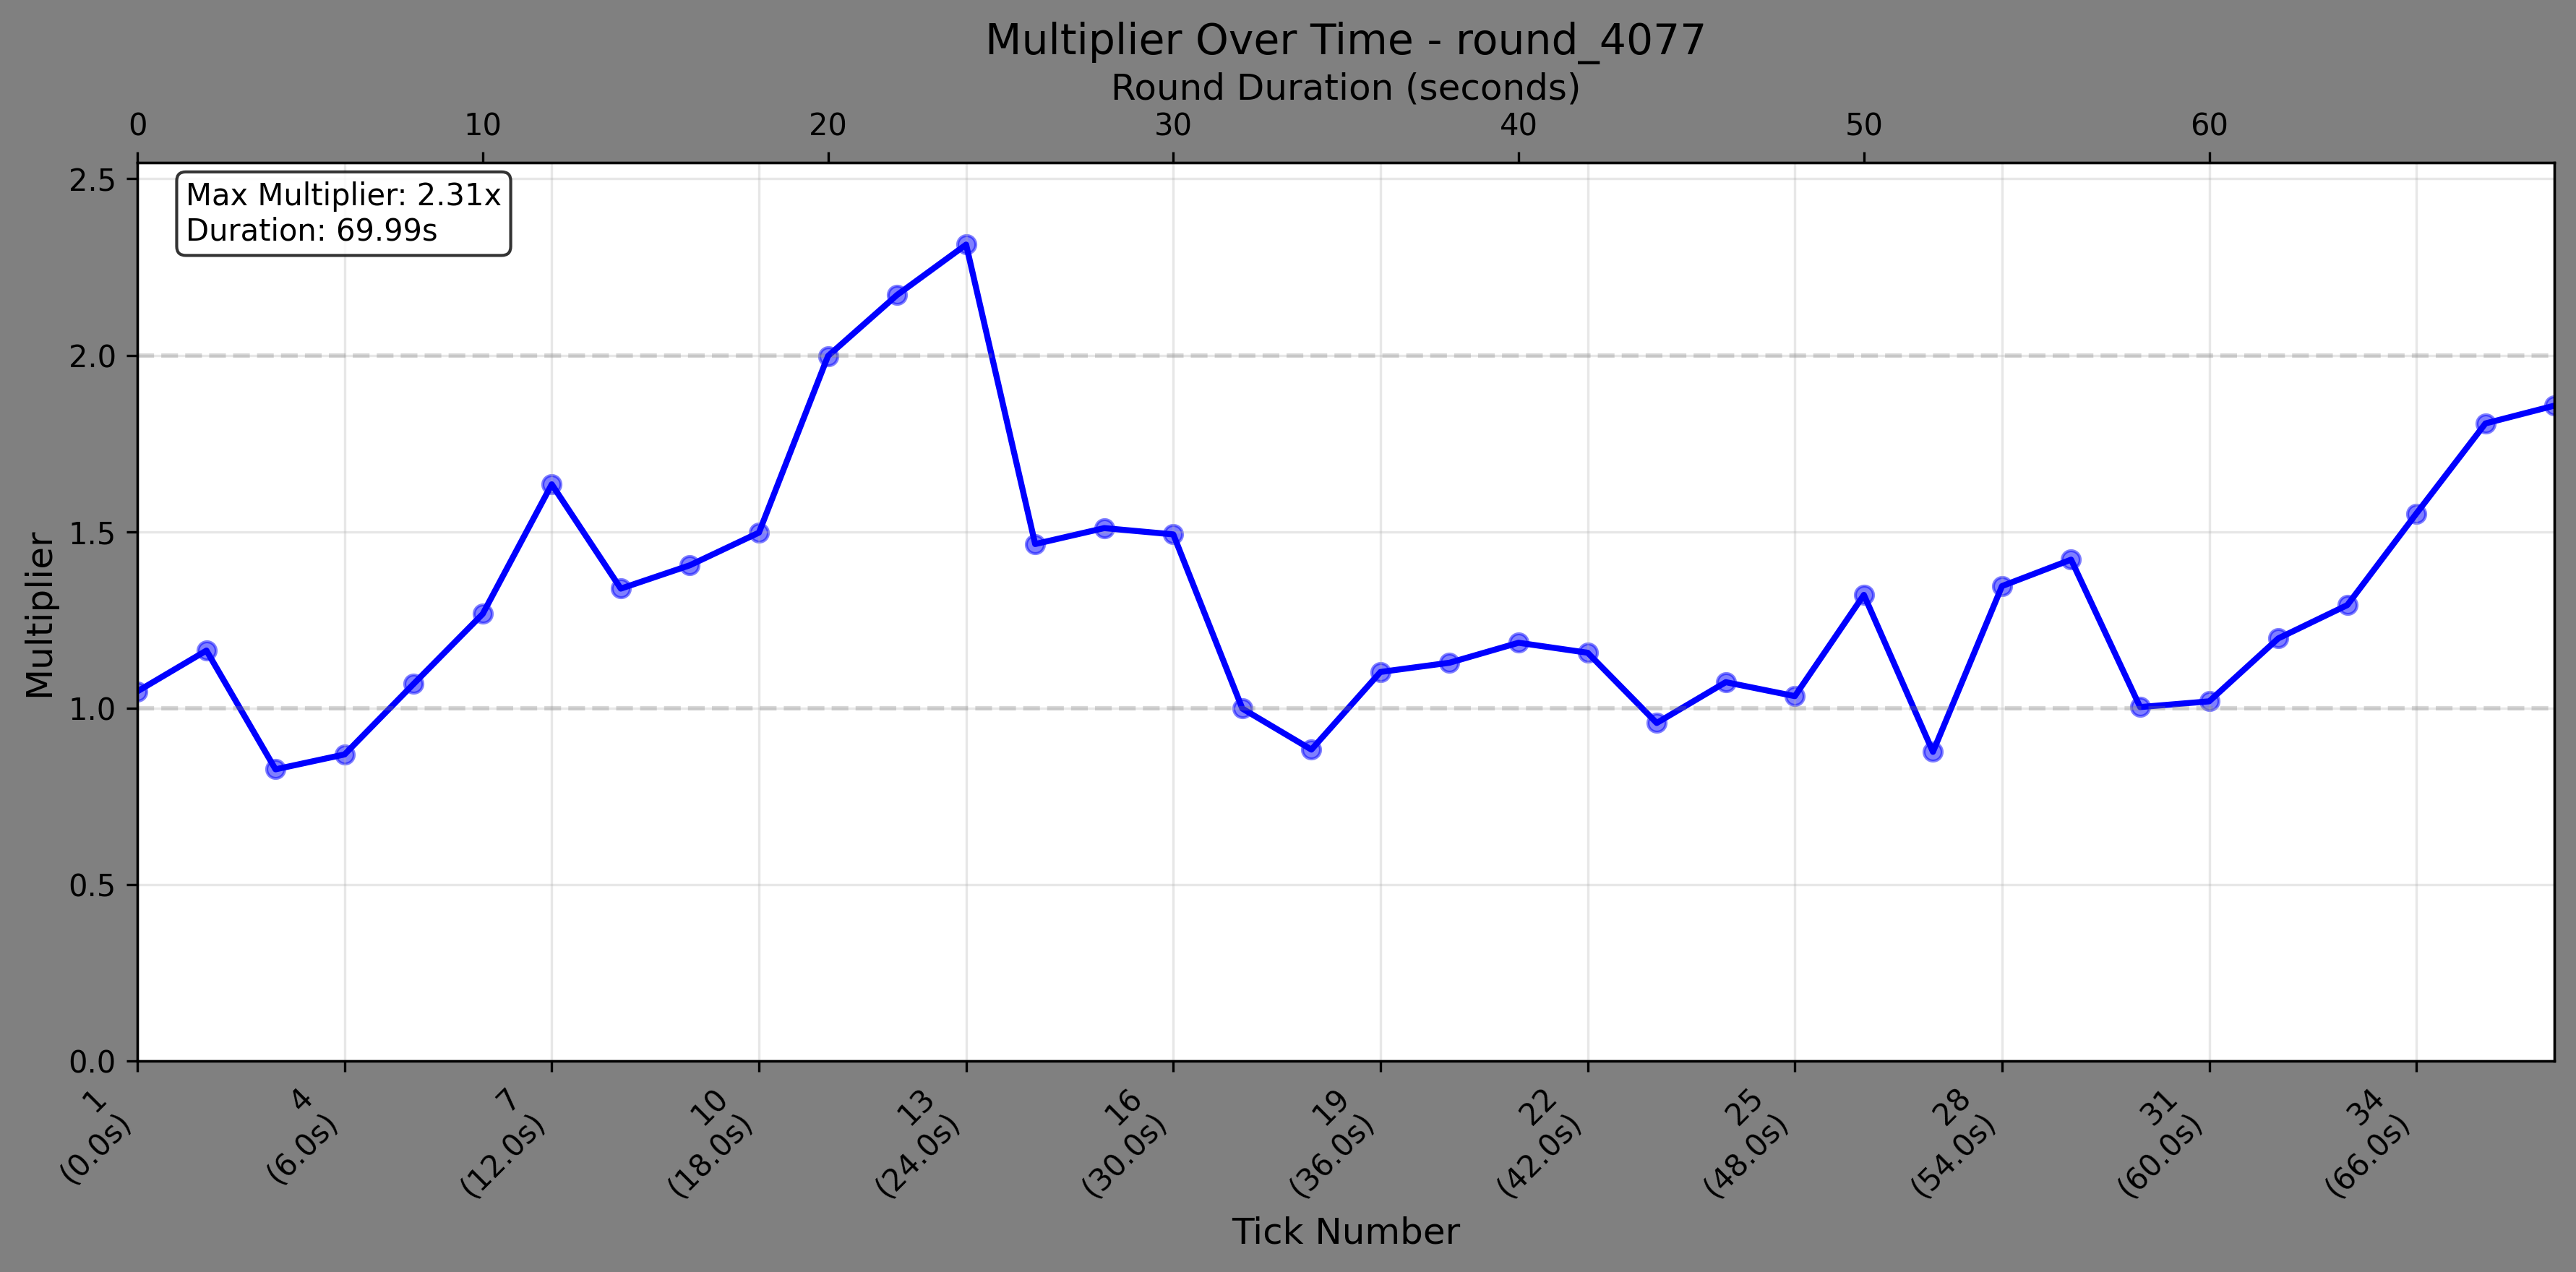 Multiplier Over Time - round_4077
Round Duration (seconds)
0 10 20 30 40 50 60
Max Multiplier: 2.31x
Duration: 69.99s
2.5
2.0
1.5
1.0
0.5
0.0
Multiplier
1
(0.0s)
4
(6.0s)
7
(12.0s)
10
(18.0s)
13
(24.0s)
16
(30.0s)
19
(36.0s)
22
(42.0s)
25
(48.0s)
28
(54.0s)
31
(60.0s)
34
(66.0s)
Tick Number